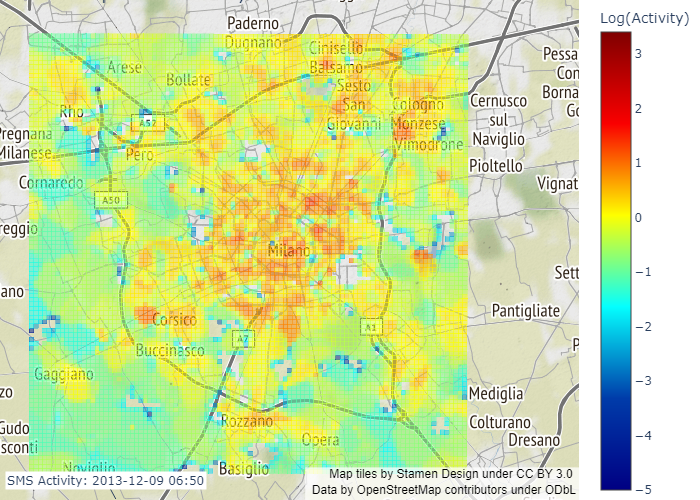 Log(Activity)
3
2
1
0
−1
−2
−3
−4
−5
Paderno
Dugnano
Cinisello
Balsamo
Arese
Bollate
Sesto
San
Giovanni
Cologno
Monzese
Vimodrone
Cernusco
sul
Naviglio
Pioltello
Pessa
Con
Borna
Go
Rho
A52
Pregnana
Milanese
Pero
Cornaredo
A50
Vignat
reggio
Milano
Sett
ano
Pantigliate
Corsico
A7
A1
Buccinasco
P
Gaggiano
zo
Mediglia
Rozzano
Colturano
Gudo
Dresano
sconti
Opera
Noviglio
Basiglio
SMS Activity: 2013-12-09 06:50
Map tiles by Stamen Design under CC BY 3.0
Data by OpenStreetMap contributors under ODbL